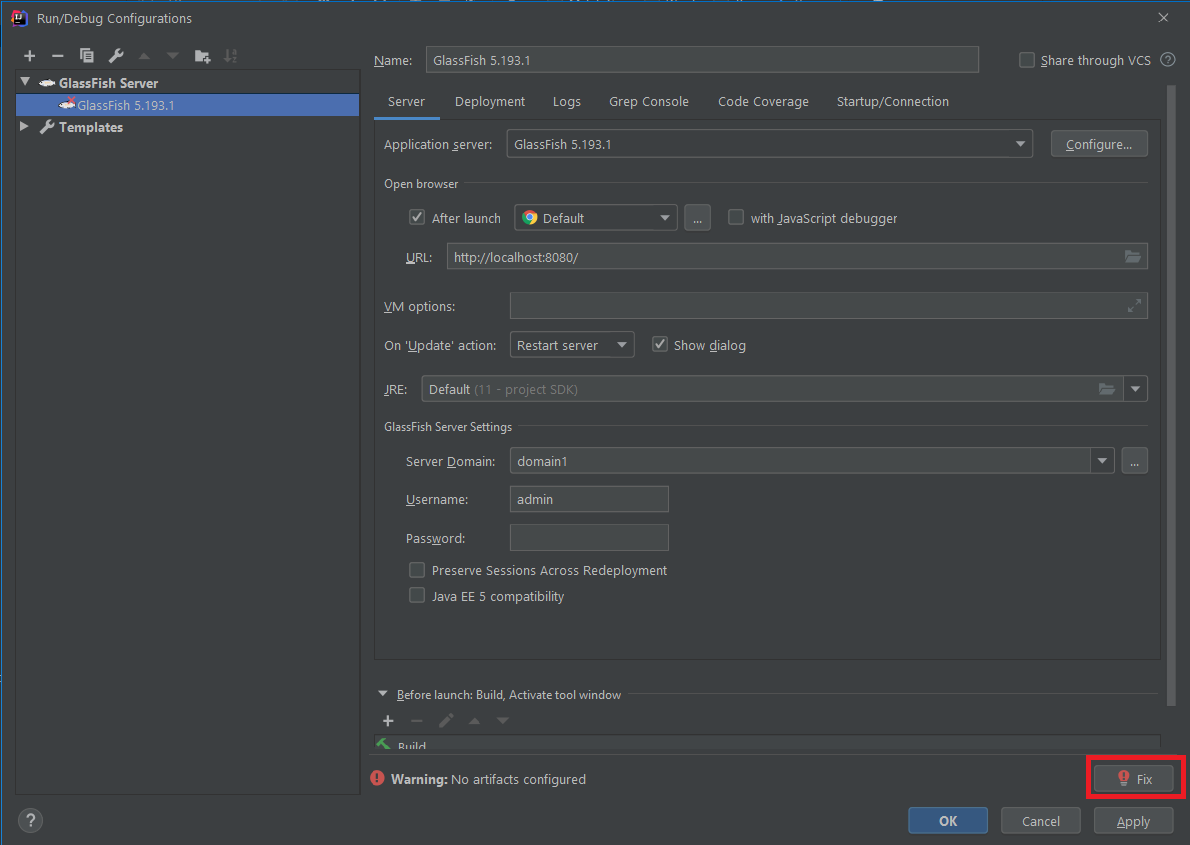 Run/Debug Configurations
GlassFish Server
GlassFish 5.193.1
Templates
Name: GlassFish 5.193.1 Share through VCS ?
Server Deployment Logs Grep Console Code Coverage Startup/Connection
Application server: GlassFish 5.193.1 Configure...
Open browser
After launch Default ... with JavaScript debugger
URL: http://localhost:8080/
VM options:
On 'Update' action: Restart server Show dialog
JRE: Default (11 - project SDK)
GlassFish Server Settings
Server Domain: domain1 ...
Username: admin
Password:
Preserve Sessions Across Redeployment
Java EE 5 compatibility
Before launch: Build, Activate tool window
Build
Warning: No artifacts configured Fix
? OK Cancel Apply